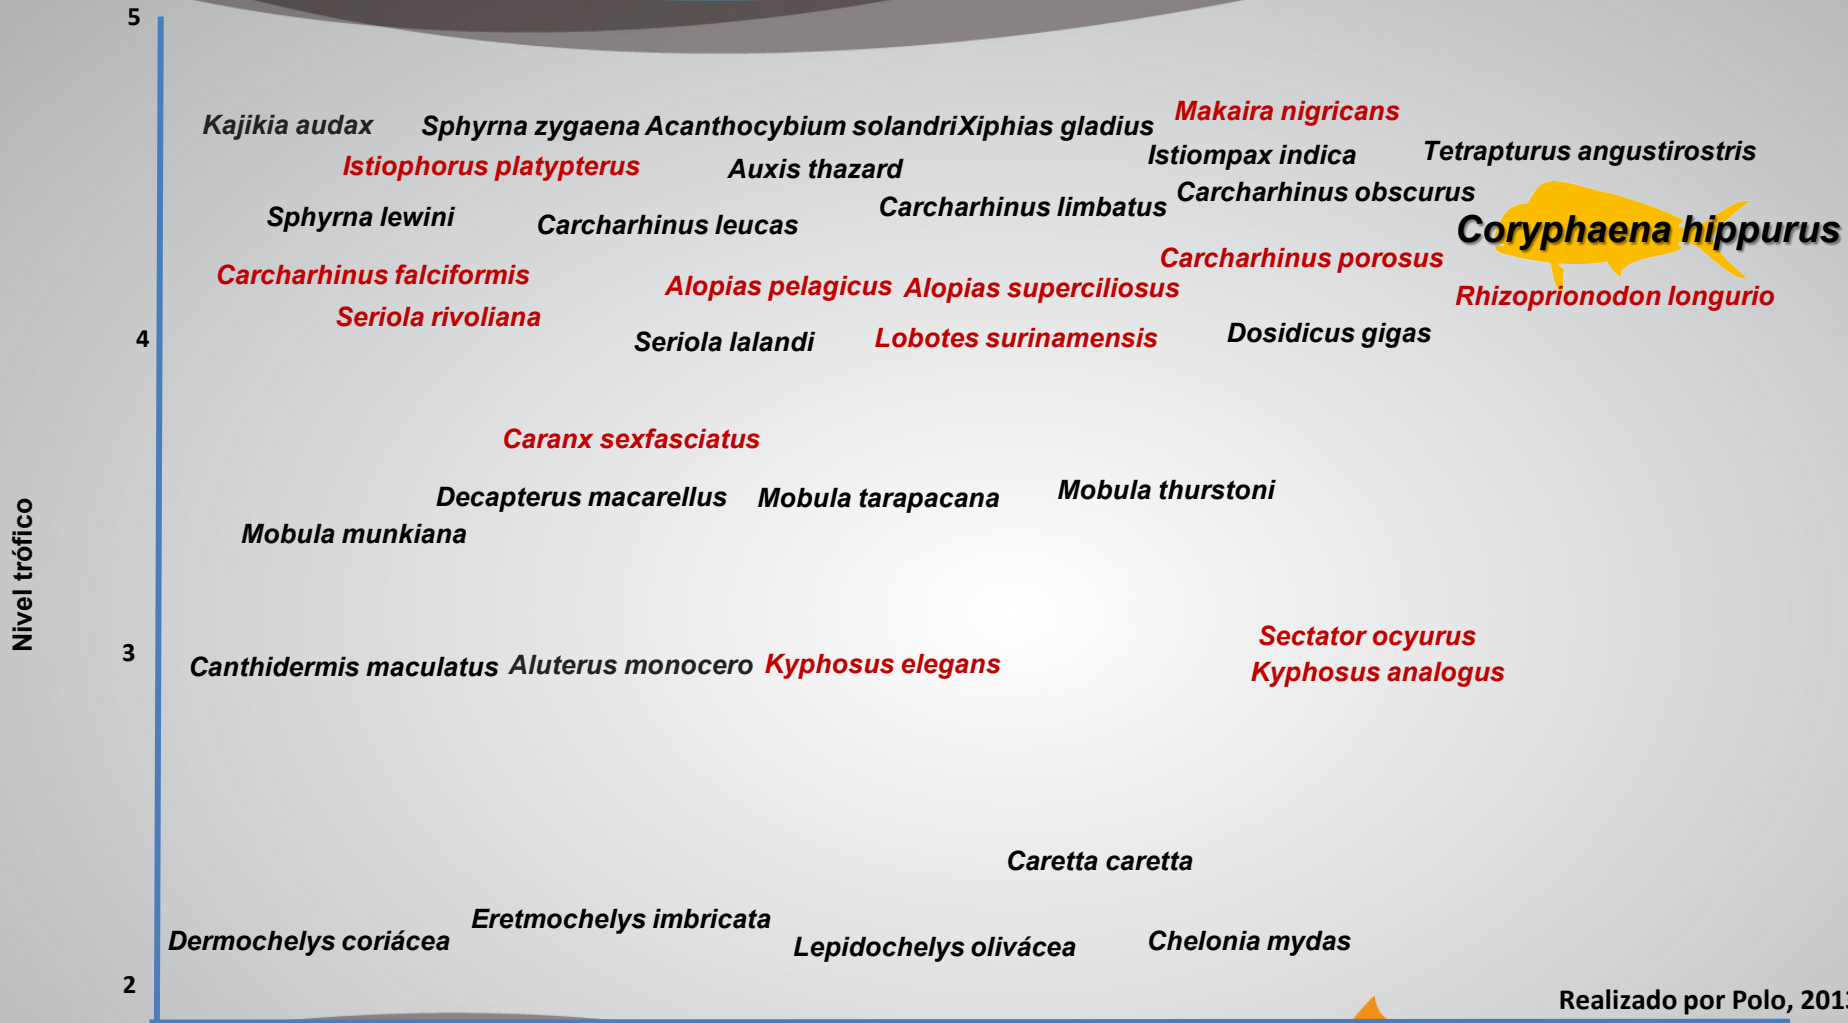 5
Kajikia audax
Sphyrna zygaena
Acanthocybium solandri
Xiphias gladius
Makaira nigricans
Istiophorus platypterus
Auxis thazard
Istiompax indica
Tetrapturus angustirostris
Sphyrna lewini
Carcharhinus leucas
Carcharhinus limbatus
Carcharhinus obscurus
Coryphaena hippurus
Carcharhinus falciformis
Alopias pelagicus
Alopias superciliosus
Carcharhinus porosus
Rhizoprionodon longurio
Seriola rivoliana
4
Seriola lalandi
Lobotes surinamensis
Dosidicus gigas
Caranx sexfasciatus
Decapterus macarellus
Mobula tarapacana
Mobula thurstoni
Mobula munkiana
Nivel trófico
3
Canthidermis maculatus
Aluterus monocero
Kyphosus elegans
Sectator ocyurus
Kyphosus analogus
Caretta caretta
Eretmochelys imbricata
Dermochelys coriácea
Lepidochelys olivácea
Chelonia mydas
2
Realizado por Polo, 2013